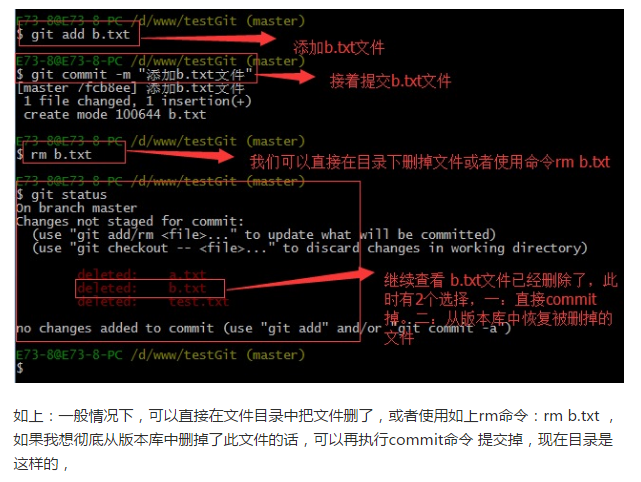 E73-80E73-8-PC /d/www/testGit (master)
$ git add b.txt
添加b.txt文件
E73-80E73-8-PC /d/www/testGit (master)
$ git commit -m "添加b.txt文件"
接着提交b.txt文件
[master 7fcb8ee] 添加b.txt文件
1 file changed, 1 insertion(+)
create mode 100644 b.txt
E73-80E73-8-PC /d/www/testGit (master)
$ rm b.txt
我们可以直接在目录下删掉文件或者使用命令rm b.txt
E73-80E73-8-PC /d/www/testGit (master)
$ git status
On branch master
Changes not staged for commit:
(use "git add/rm <file>..." to update what will be committed)
(use "git checkout -- <file>..." to discard changes in working directory)
deleted: a.txt
deleted: b.txt
deleted: test.txt
继续查看 b.txt文件已经删除了，此
时有2个选择，一：直接commit
掉。二：从版本库中恢复被删掉的
文件
no changes added to commit (use "git add" and/or "git commit -a")
E73-80E73-8-PC /d/www/testGit (master)
$
如上：一般情况下，可以直接在文件目录中把文件删了，或者使用如上rm命令：rm b.txt ，
如果我想彻底从版本库中删掉了此文件的话，可以再执行commit命令 提交掉，现在目录是
这样的，